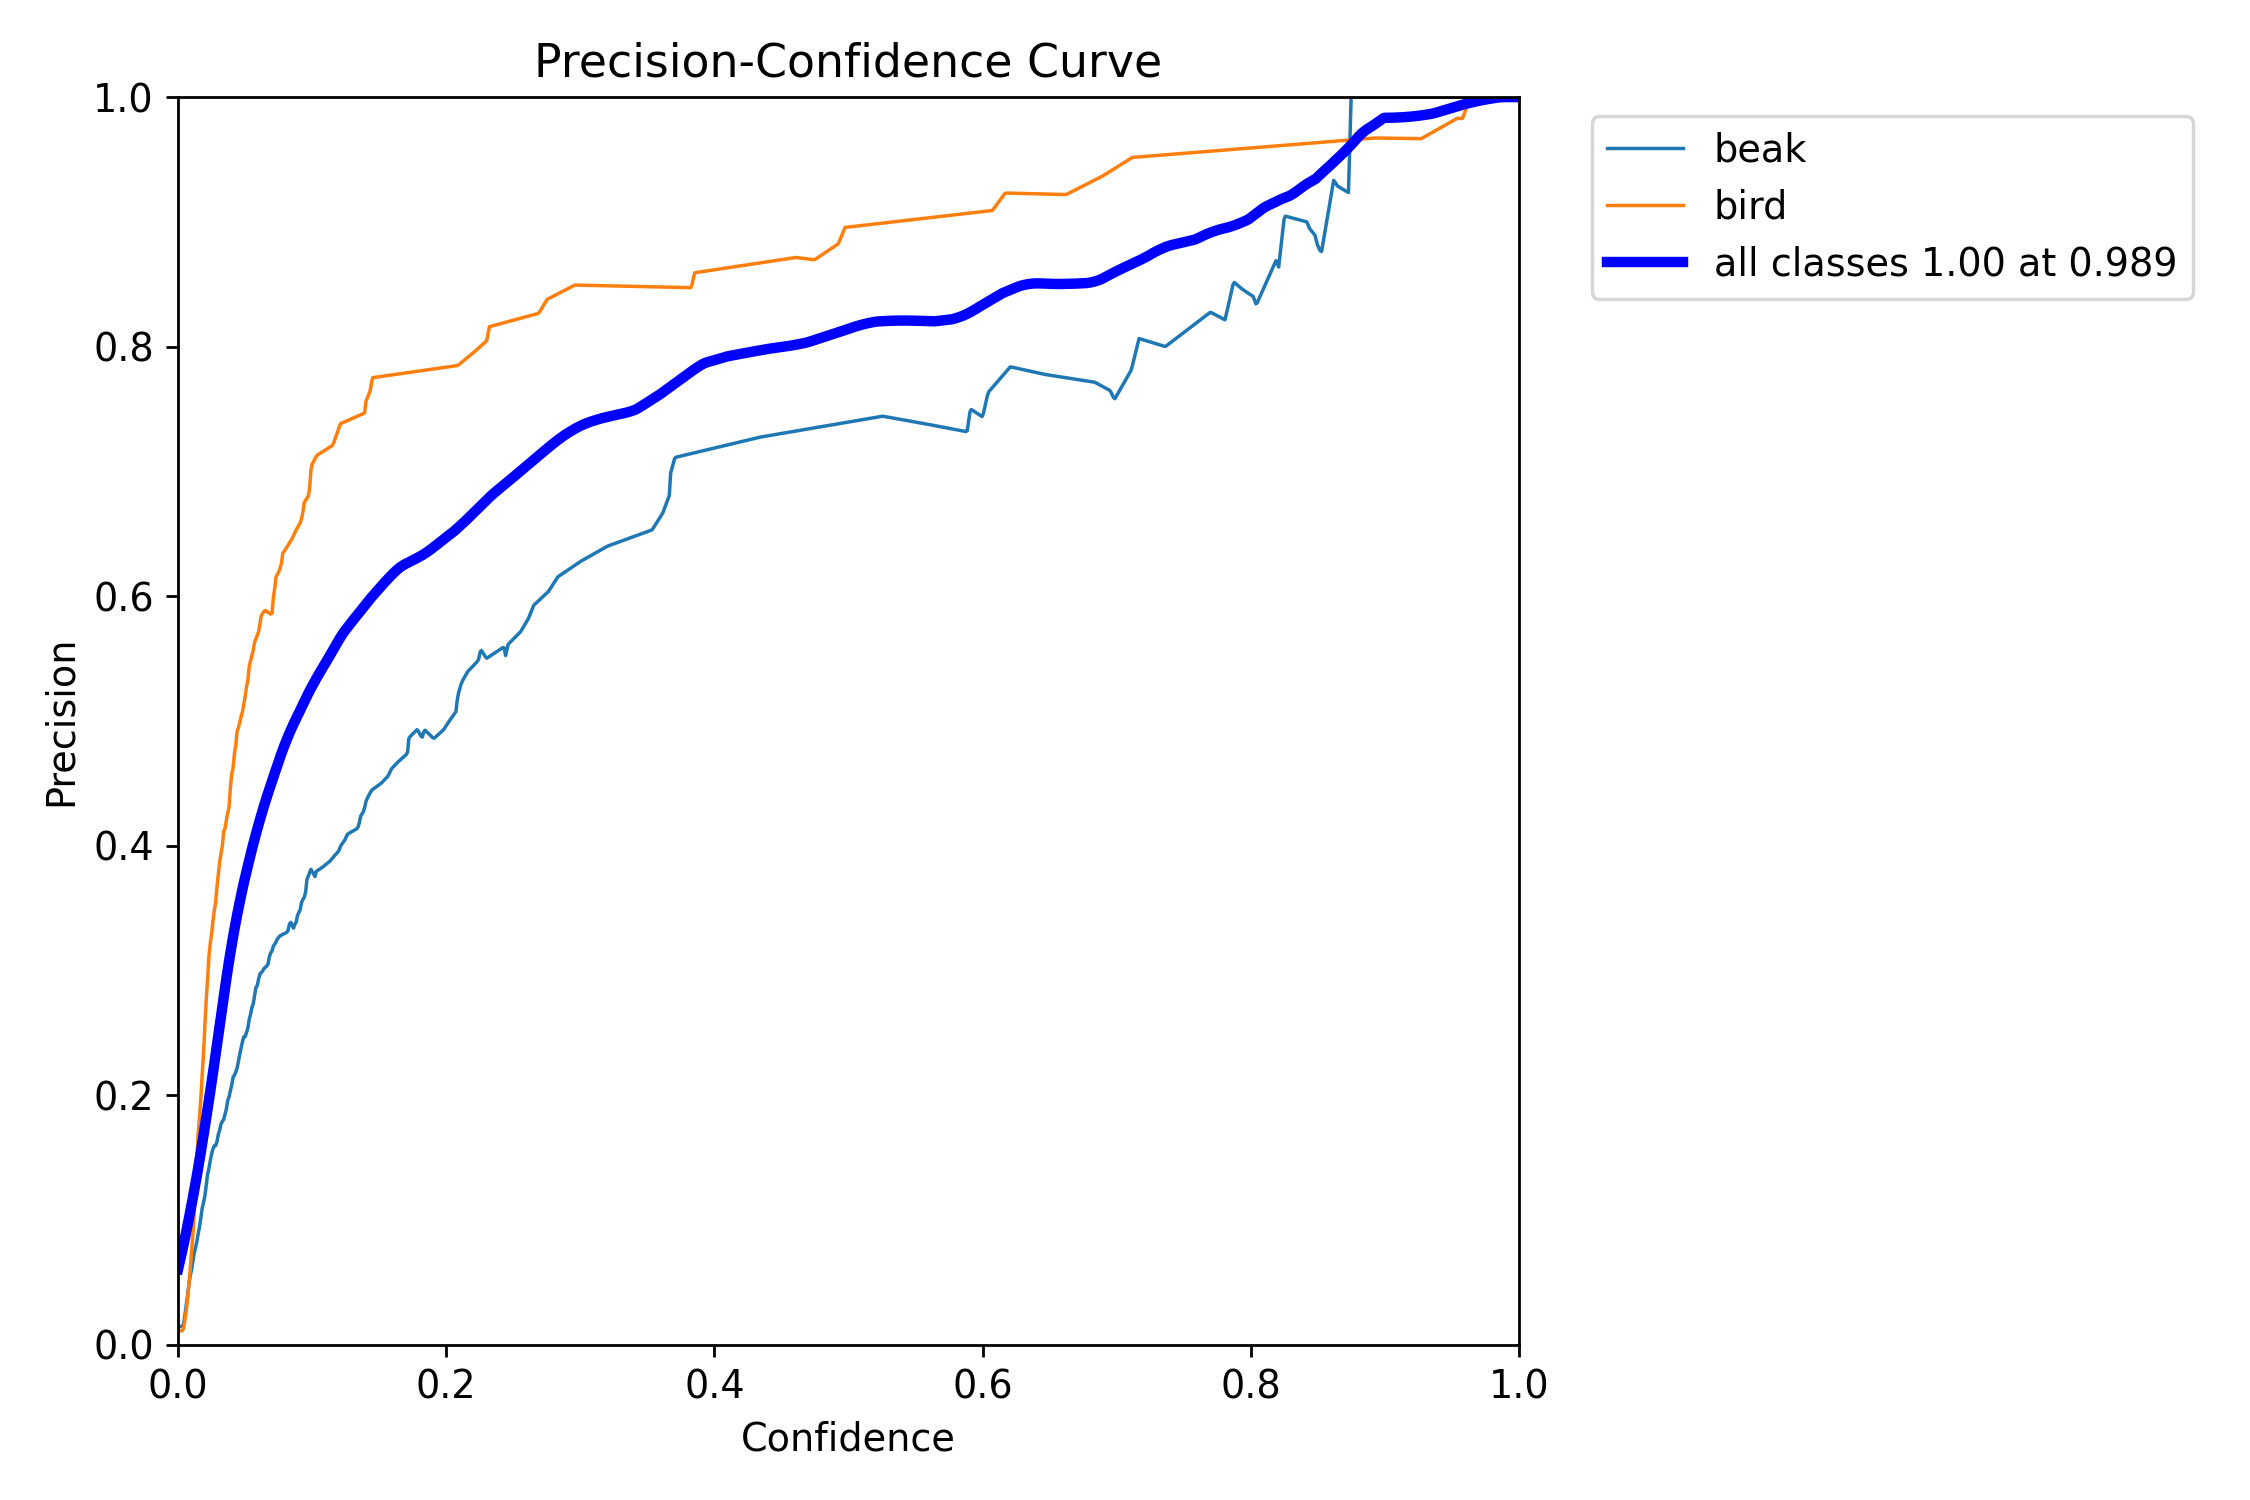 Precision-Confidence Curve
1.0
0.8
0.6
0.4
0.2
0.0
Precision
0.0 0.2 0.4 0.6 0.8 1.0
Confidence
beak
bird
all classes 1.00 at 0.989